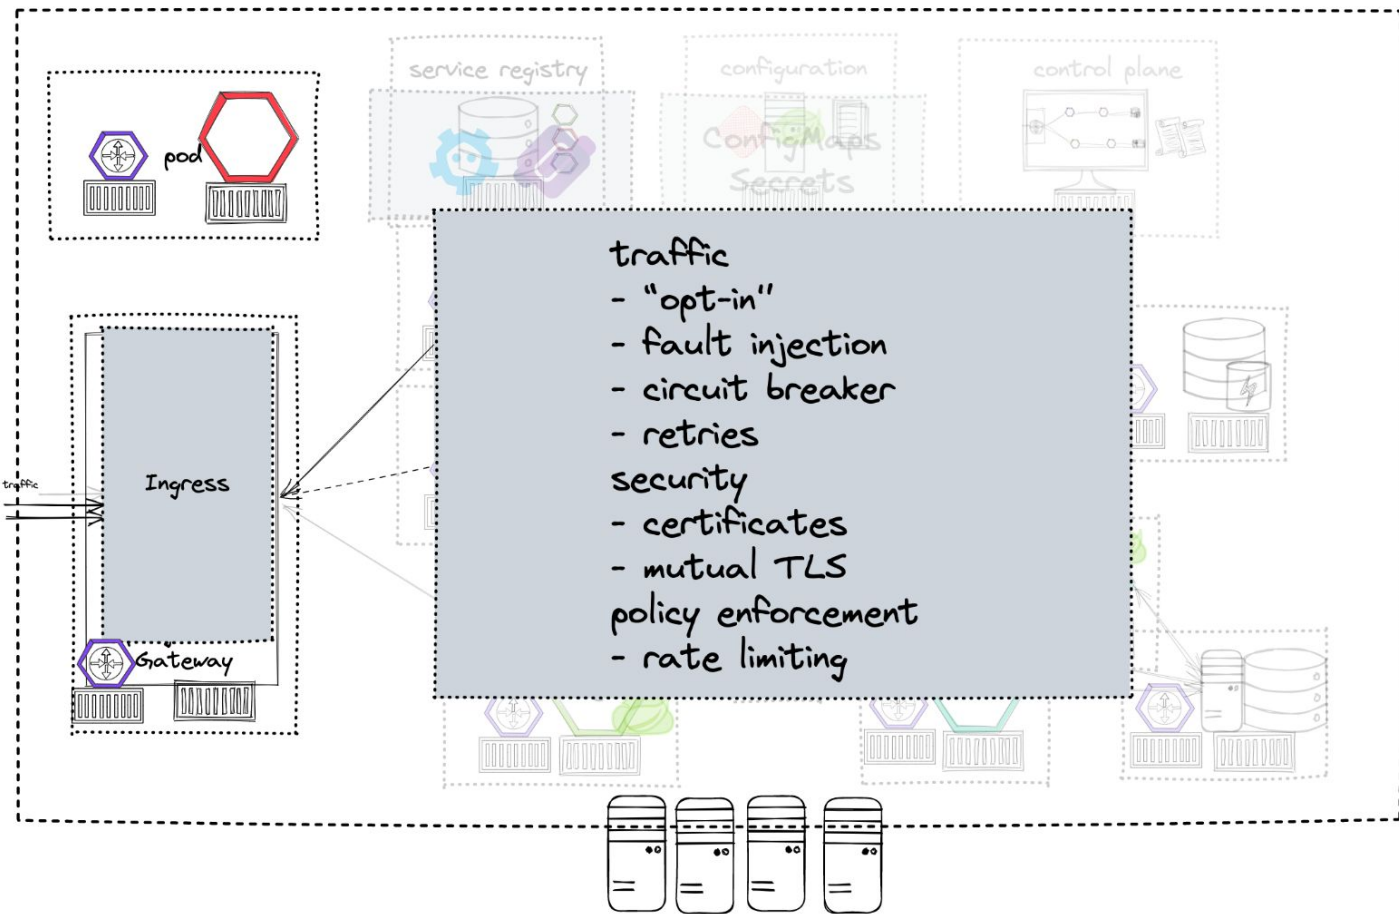 service registry
configuration
control plane
pod
ConfigMaps
Secrets
traffic
- "opt-in"
- fault injection
- circuit breaker
- retries
security
- certificates
- mutual TLS
policy enforcement
- rate limiting
traffic
Ingress
Gateway